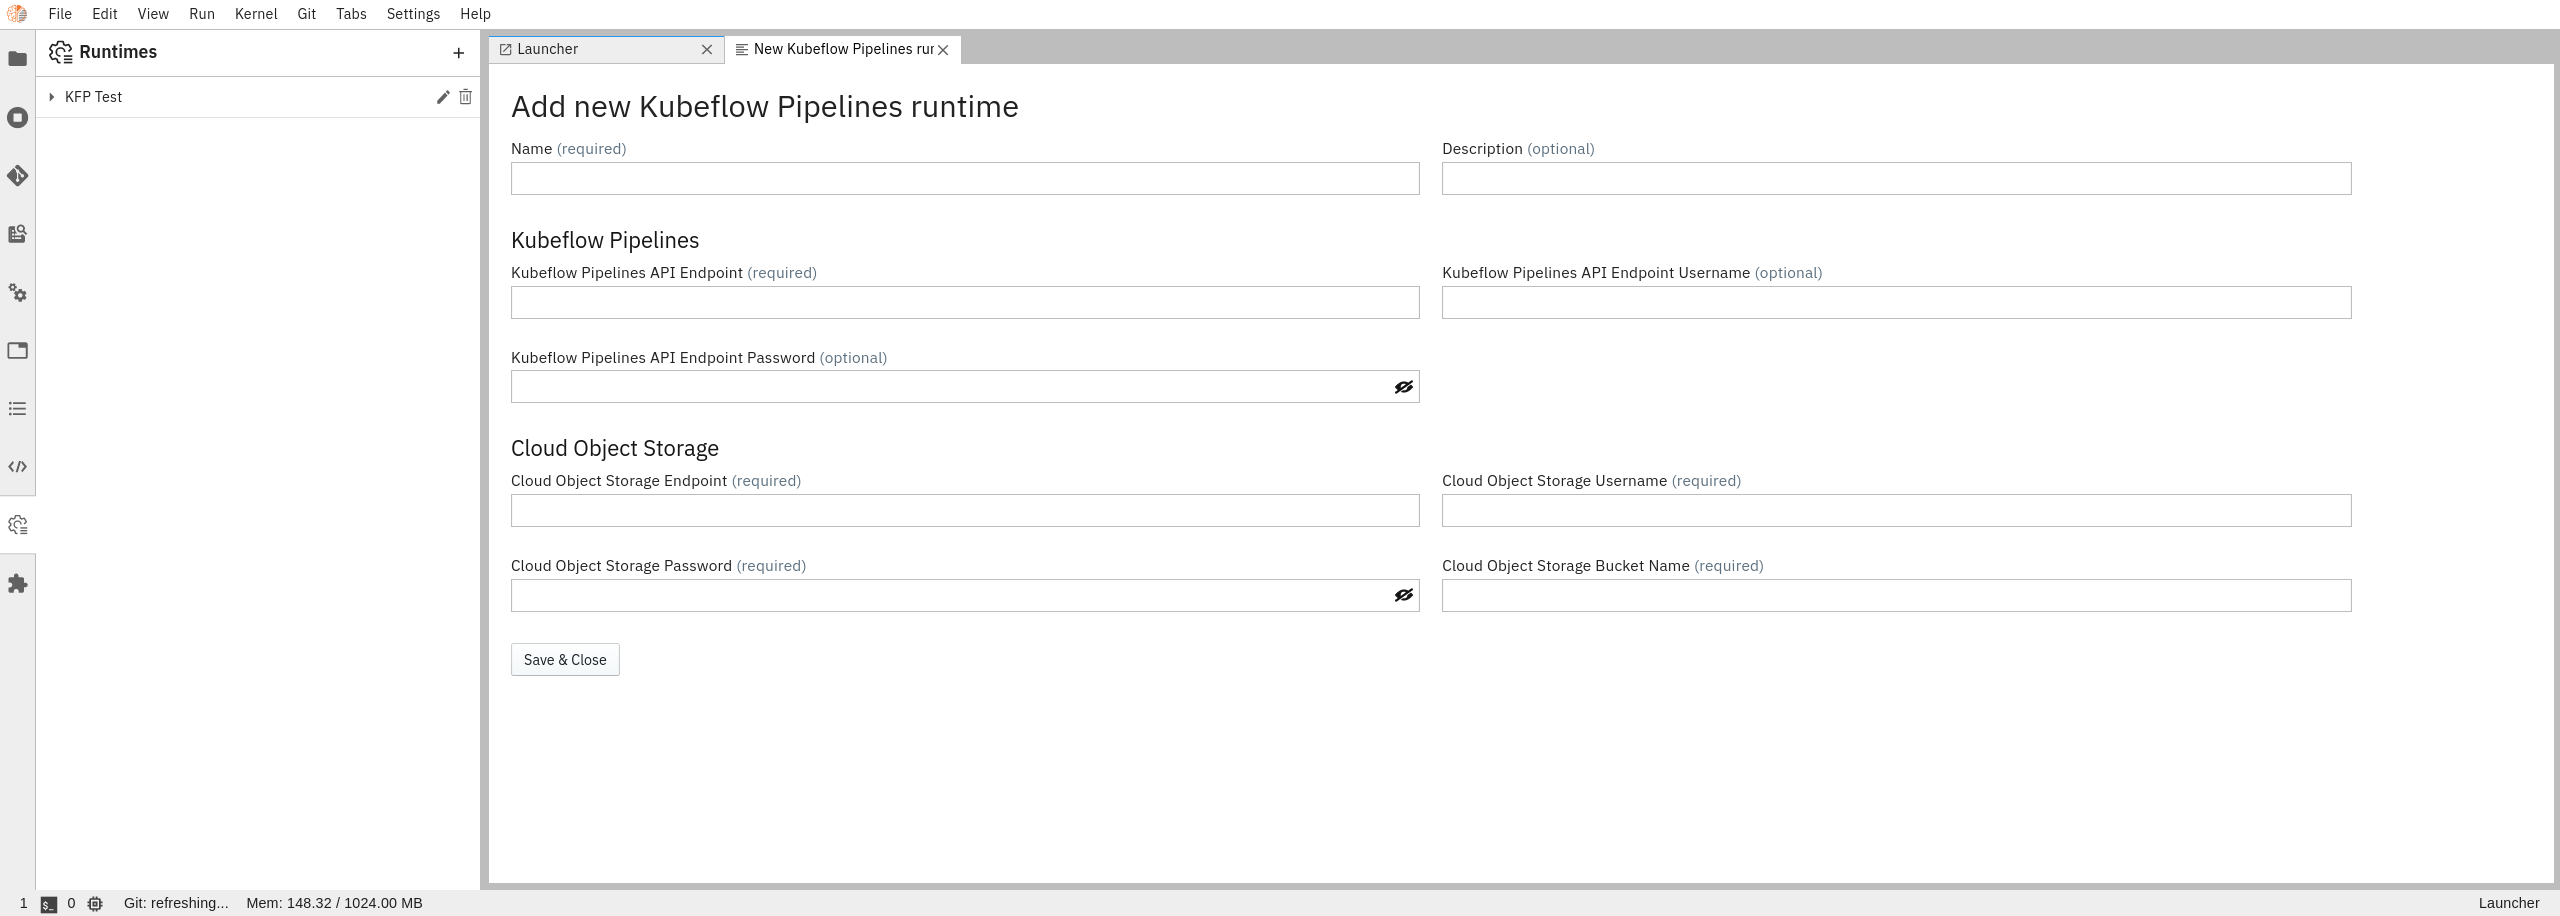 File Edit View Run Kernel Git Tabs Settings Help
Runtimes
KFP Test
Launcher
New Kubeflow Pipelines rur
Add new Kubeflow Pipelines runtime
Name (required)
Description (optional)
Kubeflow Pipelines
Kubeflow Pipelines API Endpoint (required)
Kubeflow Pipelines API Endpoint Username (optional)
Kubeflow Pipelines API Endpoint Password (optional)
Cloud Object Storage
Cloud Object Storage Endpoint (required)
Cloud Object Storage Username (required)
Cloud Object Storage Password (required)
Cloud Object Storage Bucket Name (required)
Save & Close
1 $_ 0 Git: refreshing... Mem: 148.32 / 1024.00 MB
Launcher